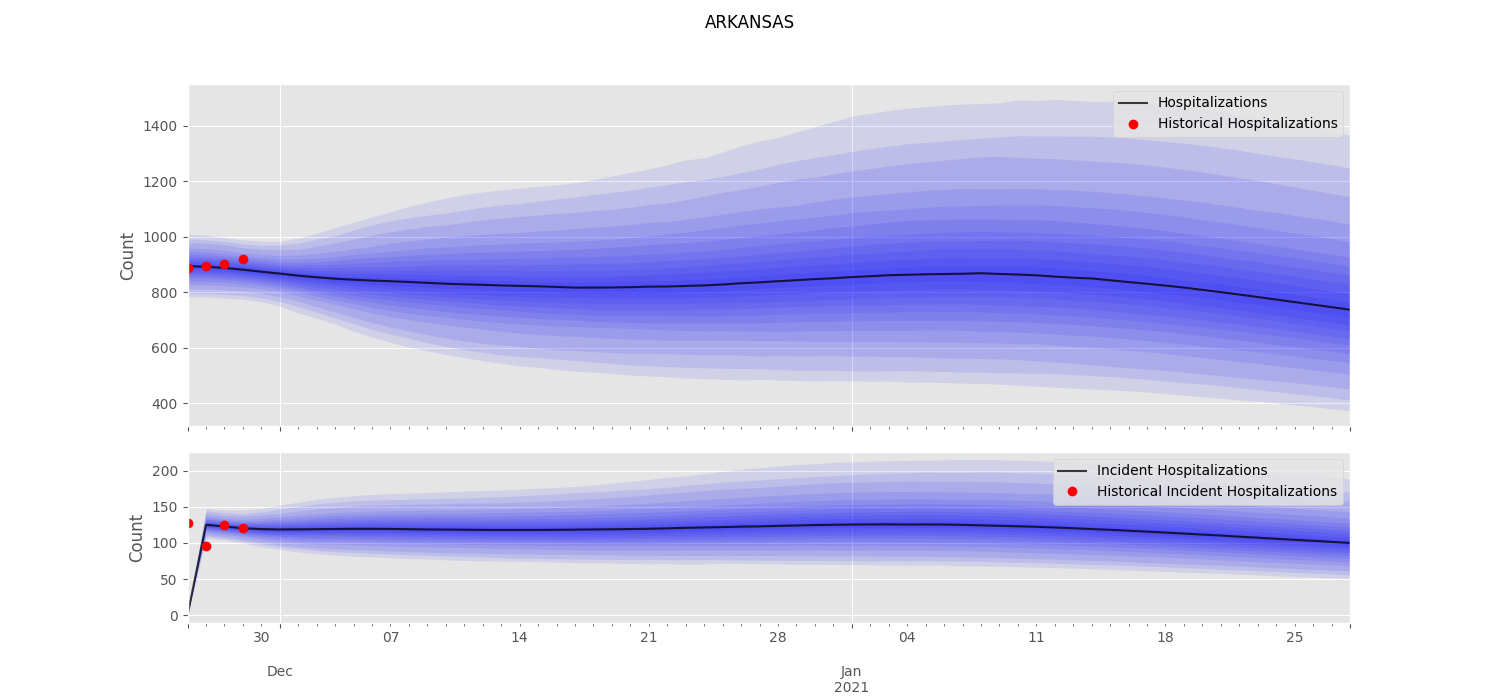 ARKANSAS
Hospitalizations
Historical Hospitalizations
Count
1400
1200
1000
800
600
400
Incident Hospitalizations
Historical Incident Hospitalizations
Count
200
150
100
50
0
30 07 14 21 28 04 11 18 25
Dec Jan
2021